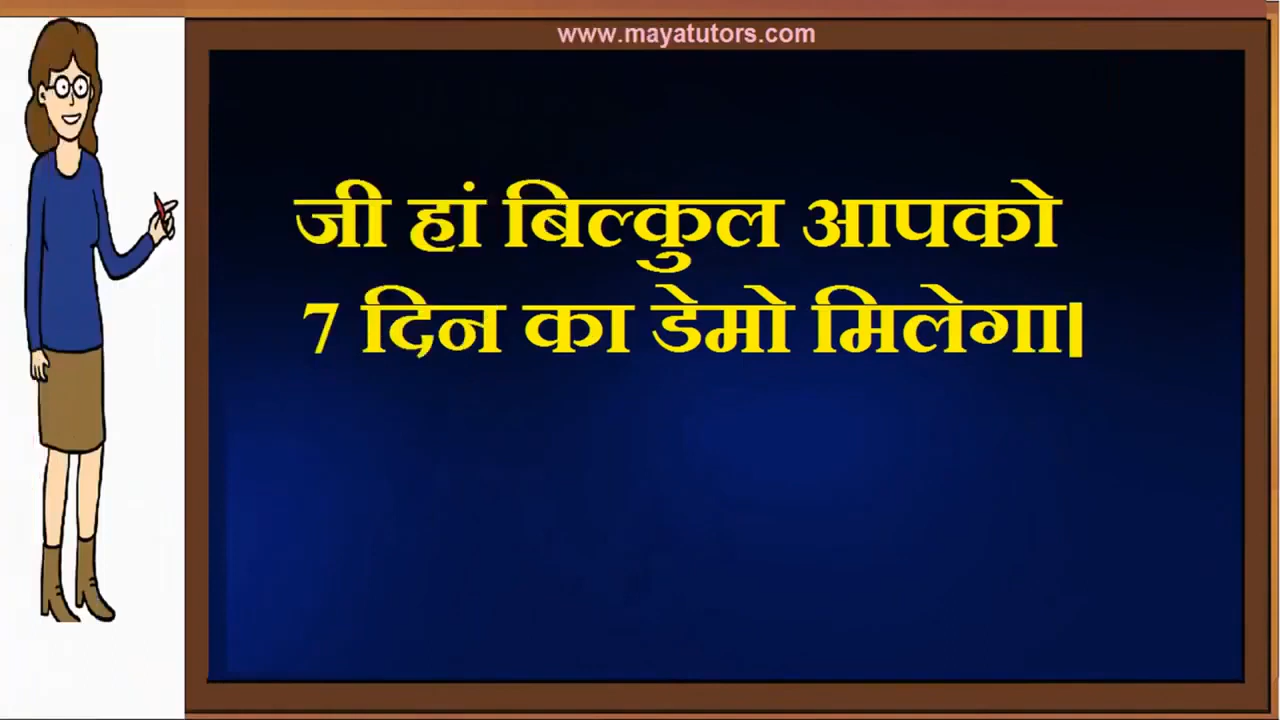 www.mayatutors.com
जी हां बिल्कुल आपको
7 दिन का डेमो मिलेगा।